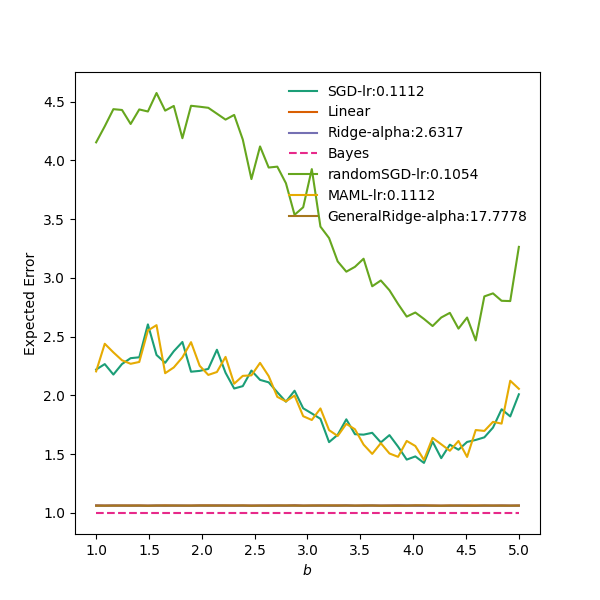 SGD-lr:0.1112
Linear
Ridge-alpha:2.6317
Bayes
randomSGD-lr:0.1054
MAML-lr:0.1112
GeneralRidge-alpha:17.7778
Expected Error
4.5
4.0
3.5
3.0
2.5
2.0
1.5
1.0
1.0 1.5 2.0 2.5 3.0 3.5 4.0 4.5 5.0
b